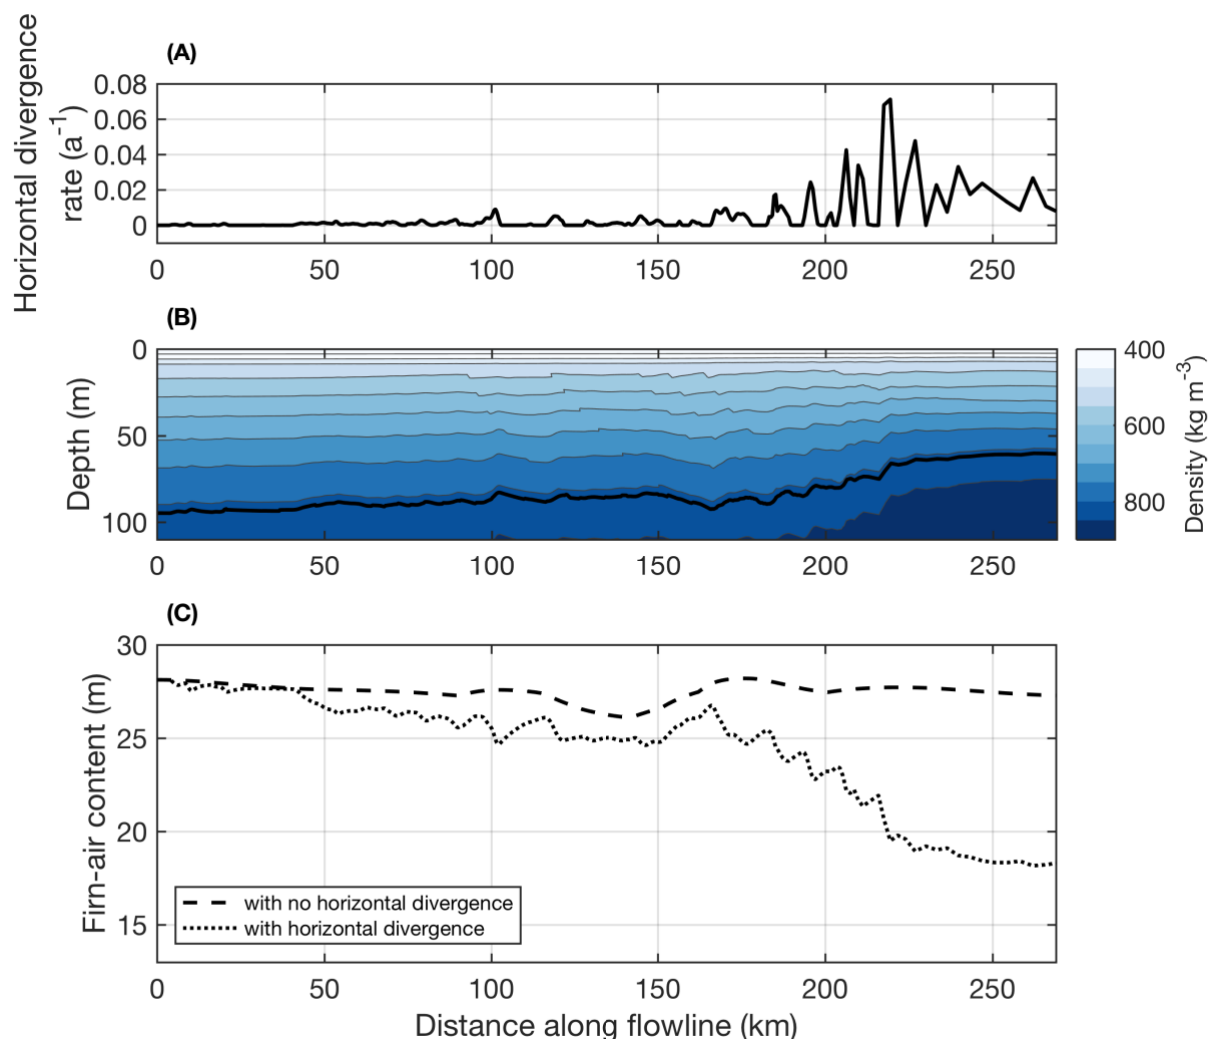 (A)
Horizontal divergence
rate (a⁻¹)
0.08
0.06
0.04
0.02
0
0 50 100 150 200 250
(B)
Depth (m)
0
50
100
0 50 100 150 200 250
400
600
800
Density (kg m⁻³)
(C)
Firn-air content (m)
30
25
20
15
with no horizontal divergence
with horizontal divergence
0 50 100 150 200 250
Distance along flowline (km)